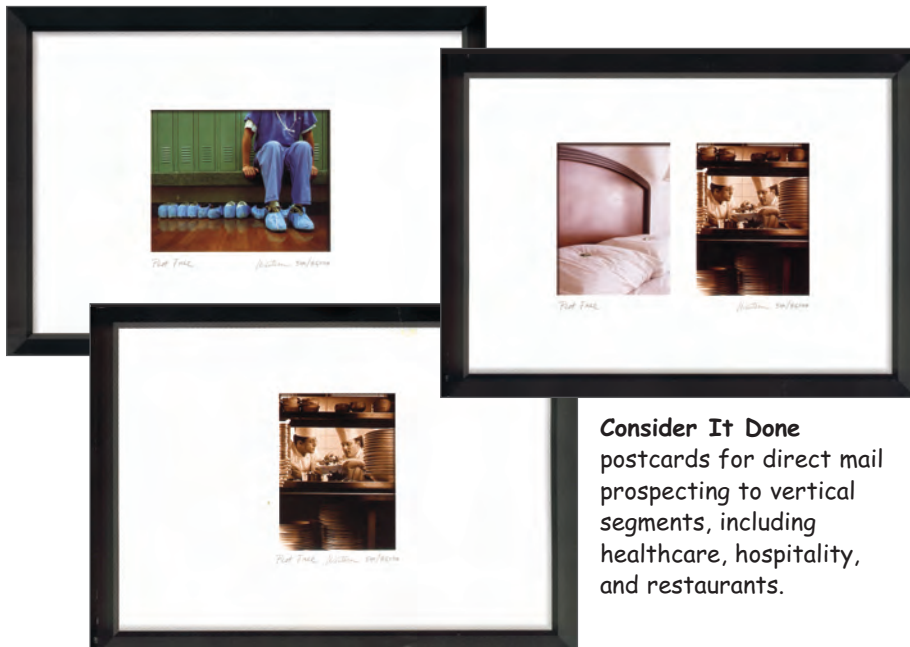 Consider It Done
postcards for direct mail
prospecting to vertical
segments, including
healthcare, hospitality,
and restaurants.